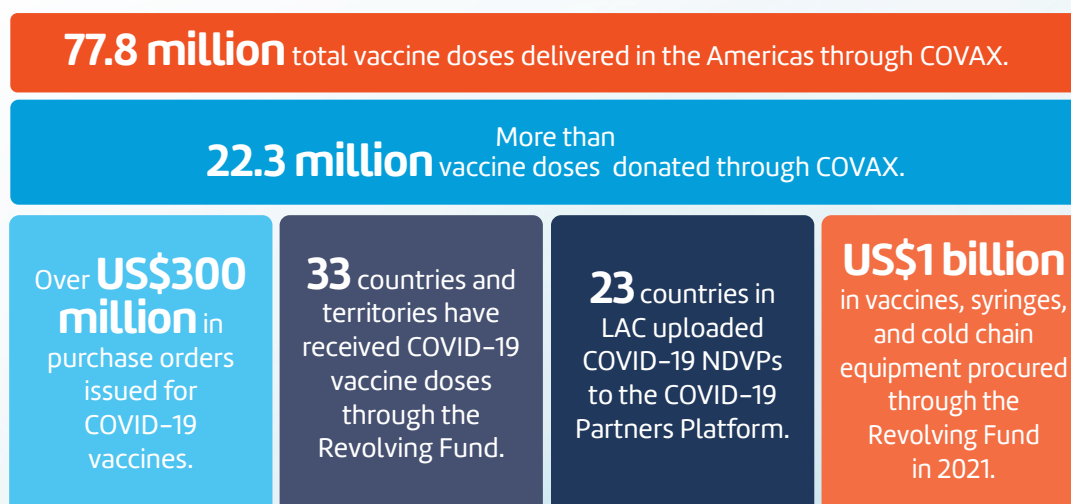 77.8 million total vaccine doses delivered in the Americas through COVAX.
More than
22.3 million vaccine doses donated through COVAX.
Over US$300
million in
purchase orders
issued for
COVID-19
vaccines.
33 countries and
territories have
received COVID-19
vaccine doses
through the
Revolving Fund.
23 countries in
LAC uploaded
COVID-19 NDVPs
to the COVID-19
Partners Platform.
US$1 billion
in vaccines, syringes,
and cold chain
equipment procured
through the
Revolving Fund
in 2021.